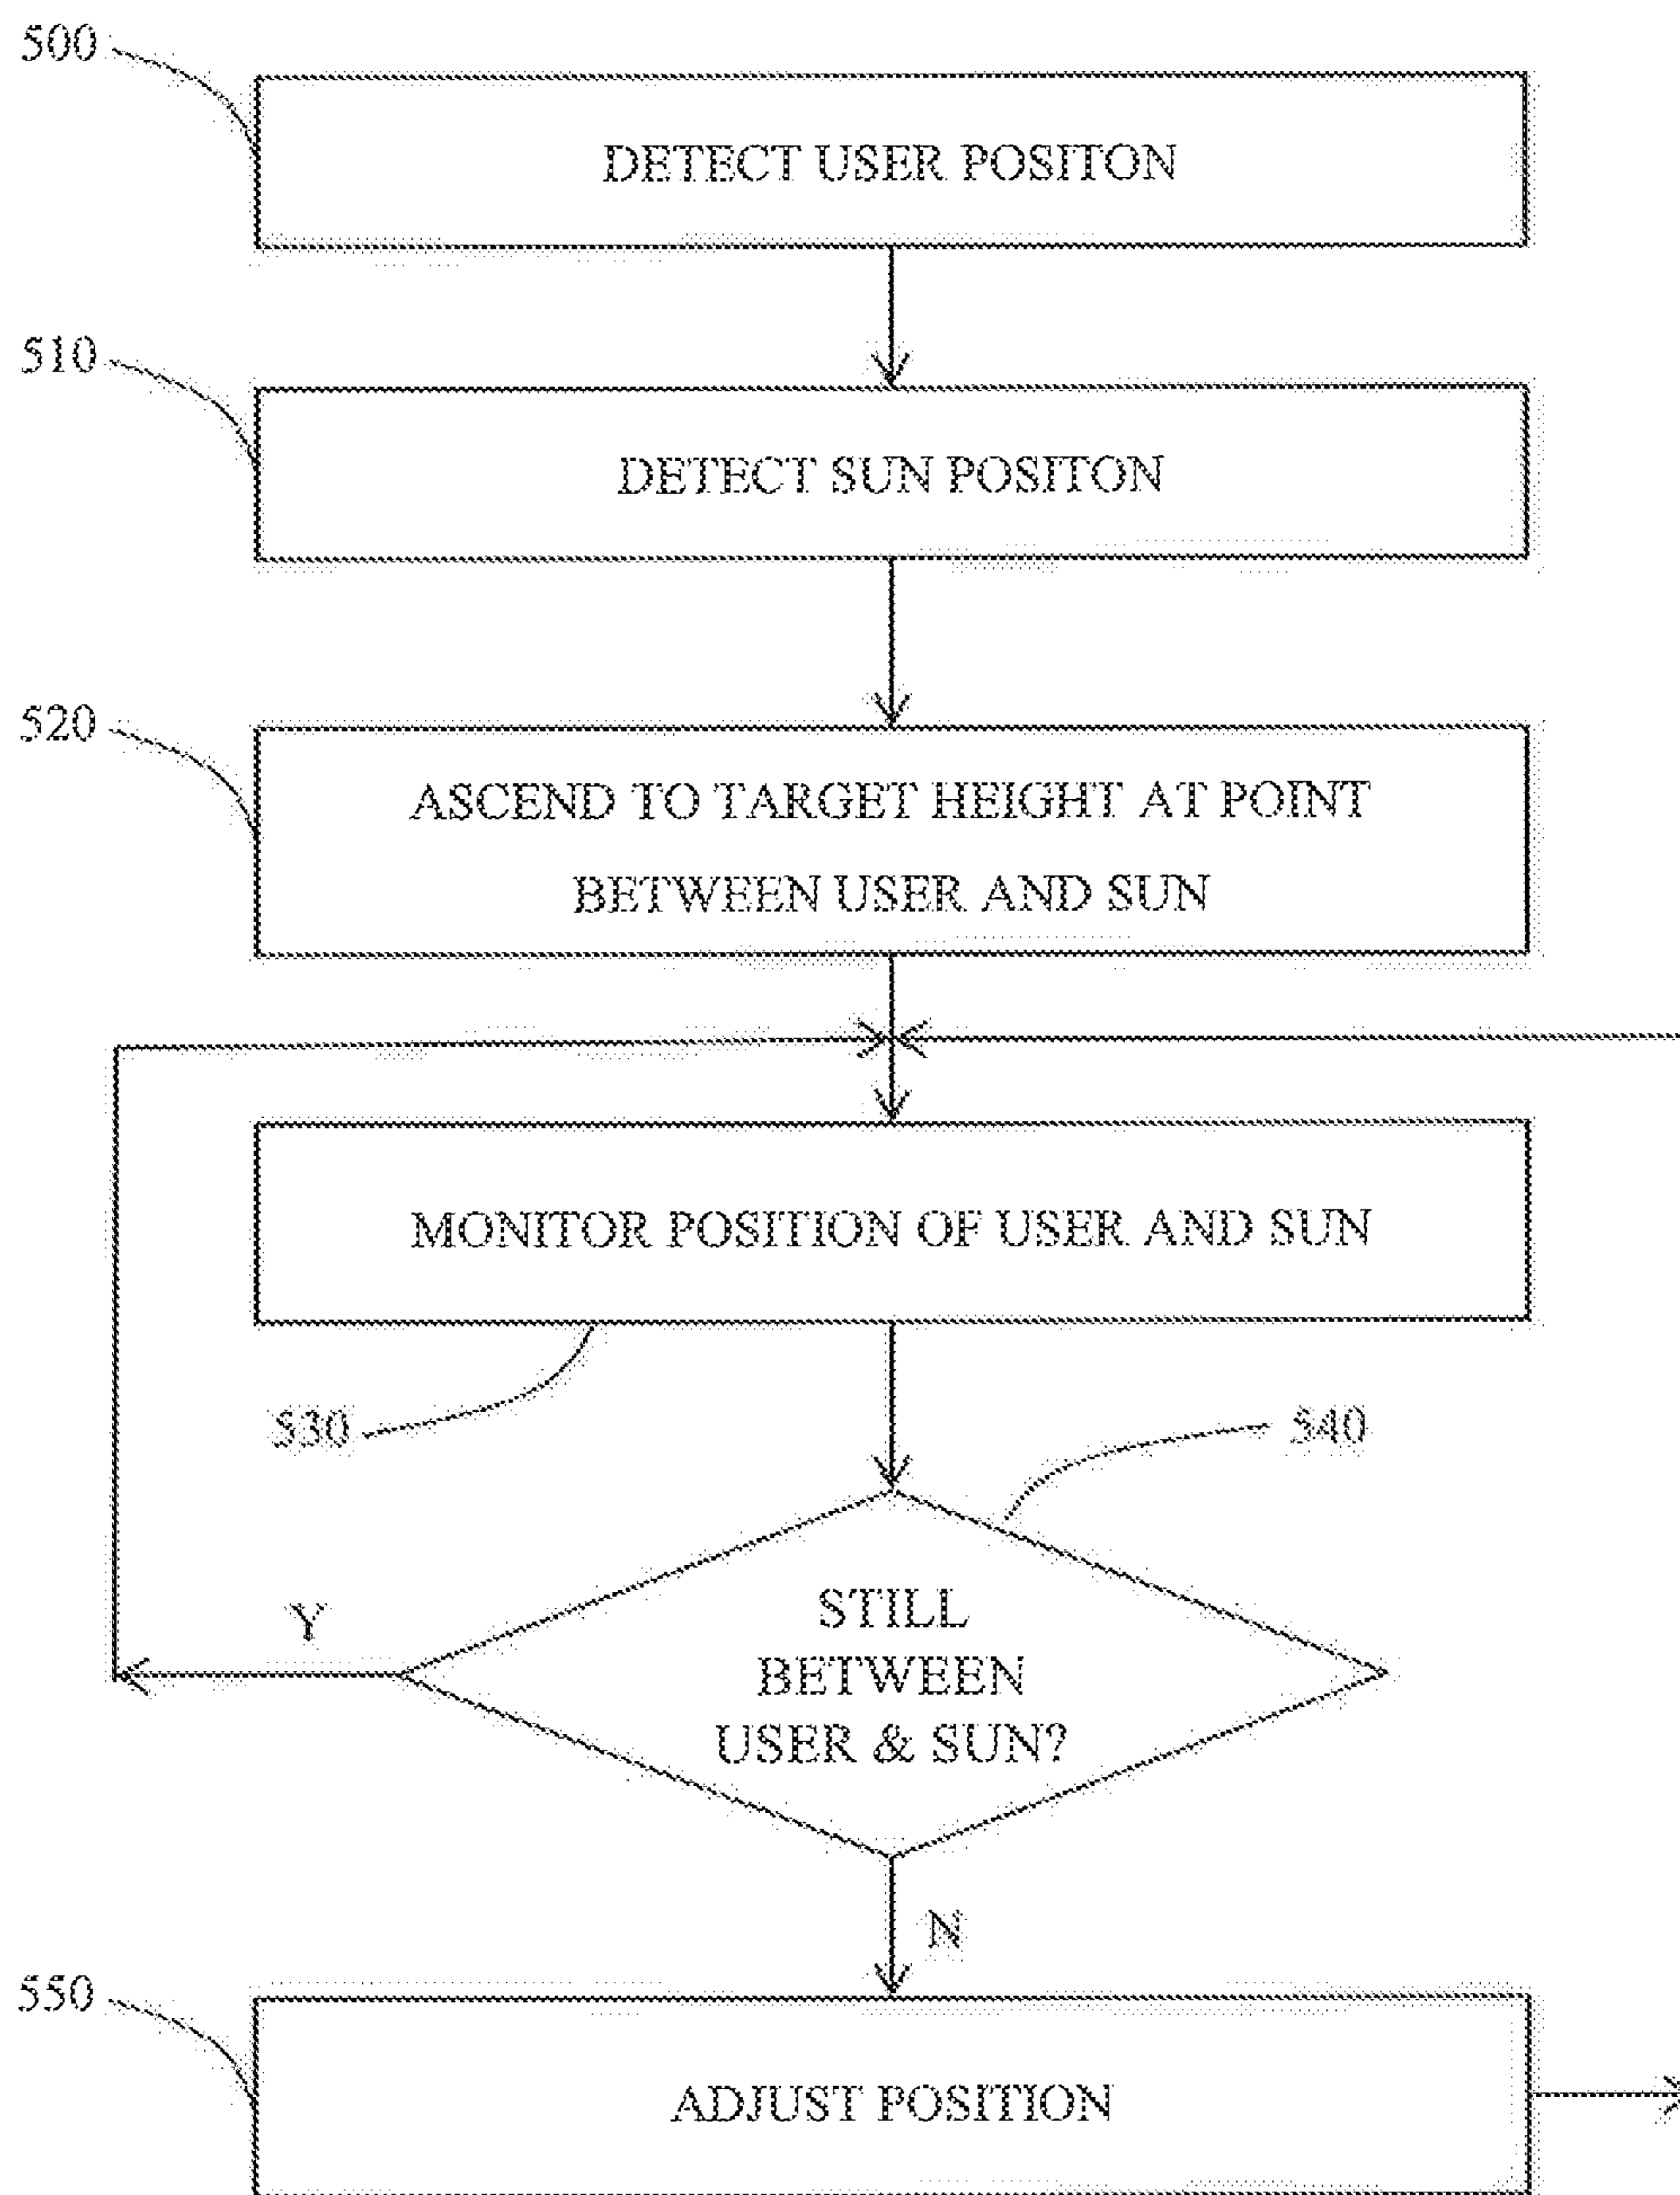 500
DETECT USER POSITON
510
DETECT SUN POSITON
520
ASCEND TO TARGET HEIGHT AT POINT
BETWEEN USER AND SUN
MONITOR POSITION OF USER AND SUN
530
540
STILL
BETWEEN
USER & SUN?
Y
N
550
ADJUST POSITION